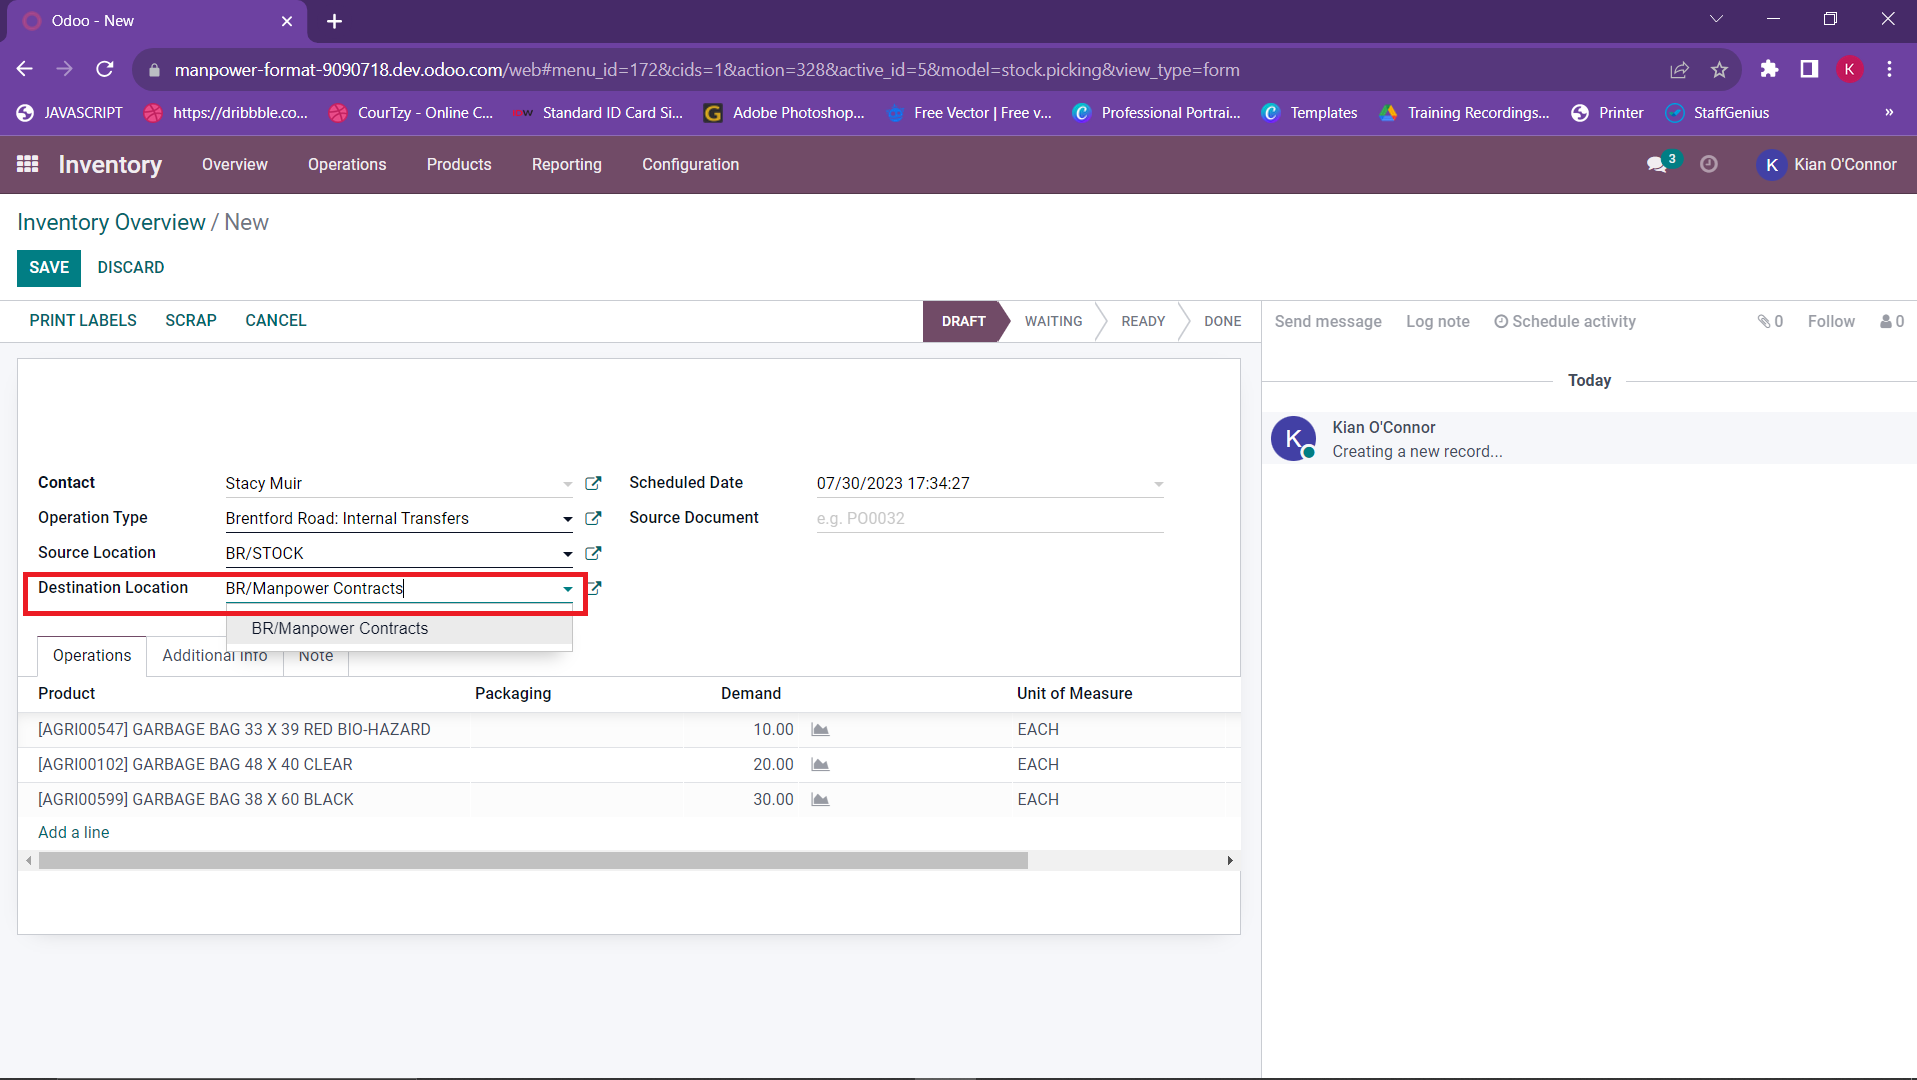 Odoo - New
manpower-format-9090718.dev.odoo.com/web#menu_id=172&cids=1&action=328&active_id=5&model=stock.picking&view_type=form
K
JAVASCRIPT https://dribbble.co... CourTzy - Online C... Standard ID Card Si... G Adobe Photoshop... Free Vector | Free v... Professional Portrai... Templates Training Recordings... Printer StaffGenius »
Inventory Overview Operations Products Reporting Configuration 3 K Kian O'Connor
Inventory Overview / New
SAVE DISCARD
PRINT LABELS SCRAP CANCEL DRAFT WAITING READY DONE Send message Log note Schedule activity 0 Follow 0
Today
K Kian O'Connor
Creating a new record...
Contact Stacy Muir Scheduled Date 07/30/2023 17:34:27
Operation Type Brentford Road: Internal Transfers Source Document e.g. PO0032
Source Location BR/STOCK
Destination Location BR/Manpower Contracts
BR/Manpower Contracts
Operations Additional Info Note
Product Packaging Demand Unit of Measure
[AGRI00547] GARBAGE BAG 33 X 39 RED BIO-HAZARD 10.00 EACH
[AGRI00102] GARBAGE BAG 48 X 40 CLEAR 20.00 EACH
[AGRI00599] GARBAGE BAG 38 X 60 BLACK 30.00 EACH
Add a line